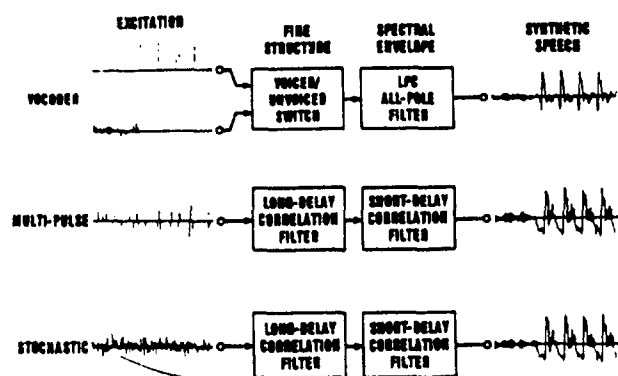 EXCITATION
FINE STRUCTURE
SPECTRAL ENVELOPE
SYNTHETIC SPEECH
VOCODER
VOICED/
UNVOICED
SWITCH
LPC
ALL-POLE
FILTER
MULTI-PULSE
LONG-DELAY
CORRELATION
FILTER
SHORT-DELAY
CORRELATION
FILTER
STOCHASTIC
LONG-DELAY
CORRELATION
FILTER
SHORT-DELAY
CORRELATION
FILTER